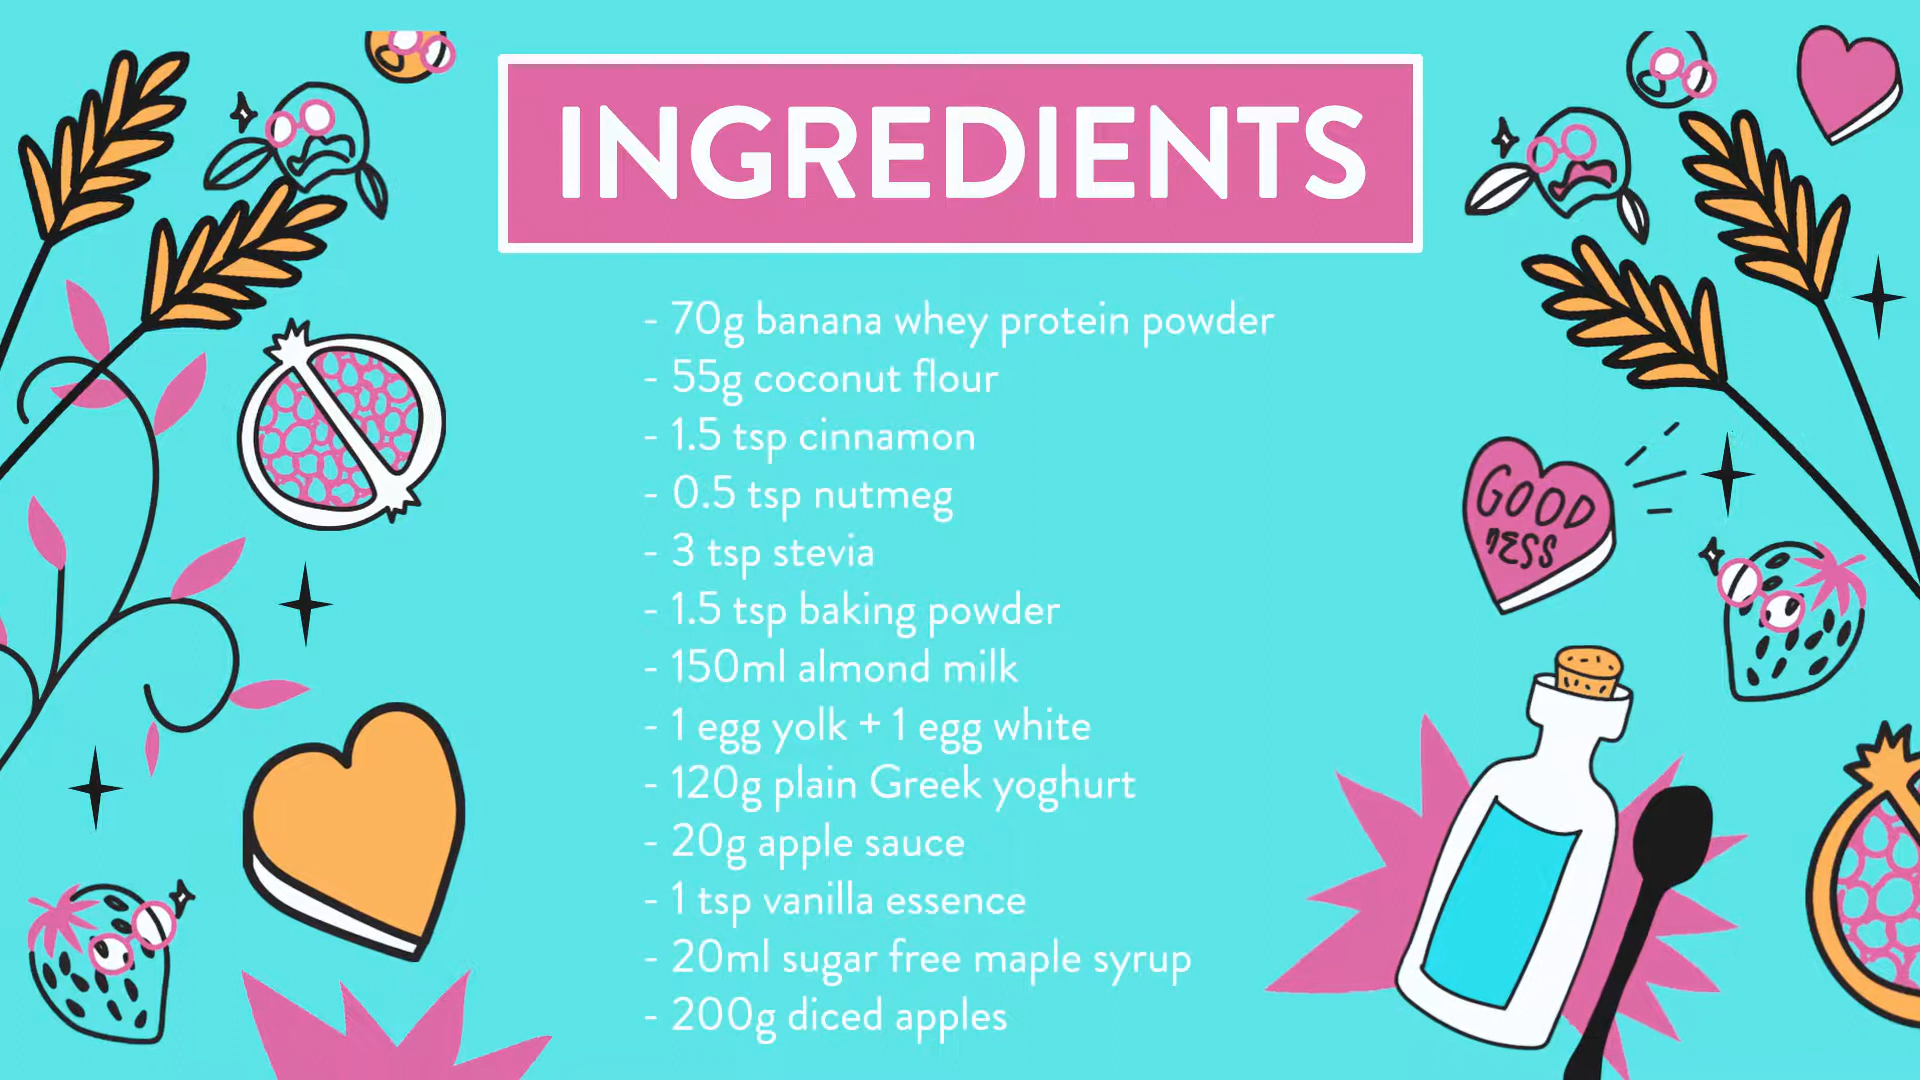 INGREDIENTS
- 70g banana whey protein powder
- 55g coconut flour
- 1.5 tsp cinnamon
- 0.5 tsp nutmeg
- 3 tsp stevia
- 1.5 tsp baking powder
- 150ml almond milk
- 1 egg yolk + 1 egg white
- 120g plain Greek yoghurt
- 20g apple sauce
- 1 tsp vanilla essence
- 20ml sugar free maple syrup
- 200g diced apples
GOOD
NESS